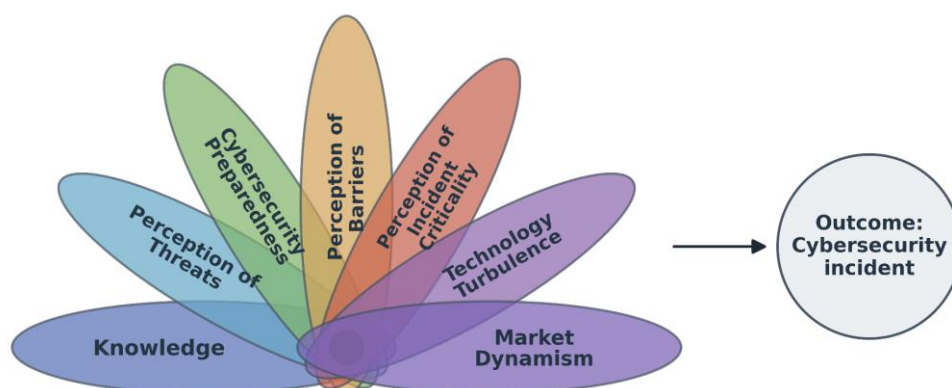 Knowledge
Perception of
Threats
Cybersecurity
Preparedness
Perception of
Barriers
Perception of
Incident
Criticality
Technology
Turbulence
Market
Dynamism
Outcome:
Cybersecurity
incident